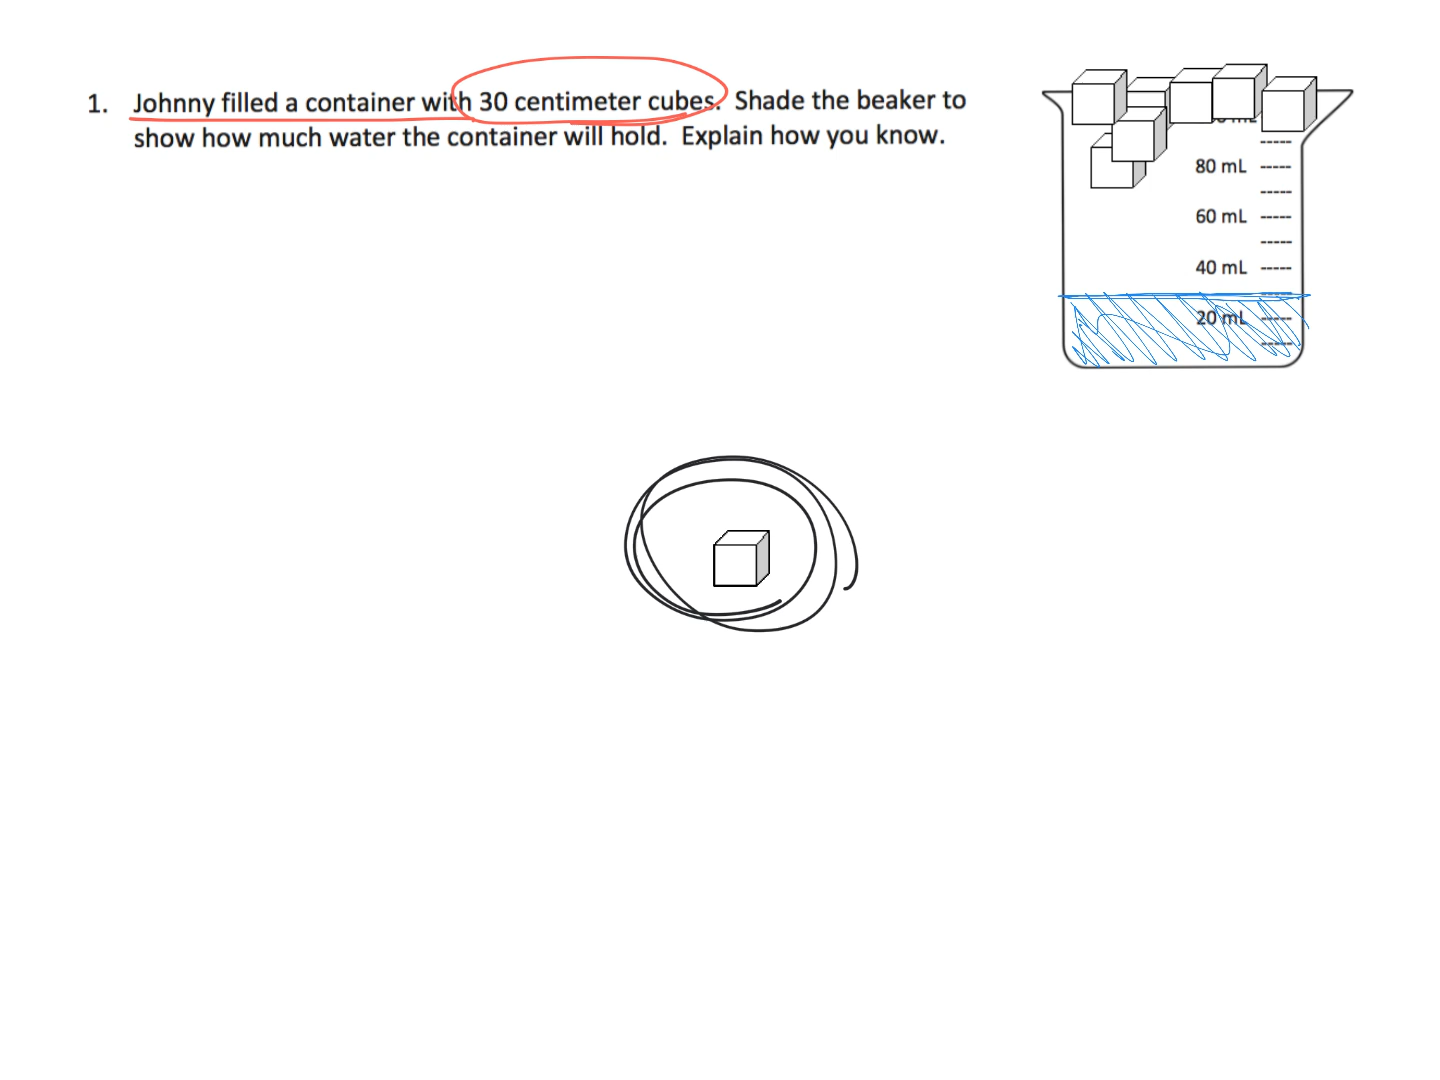 1. Johnny filled a container with 30 centimeter cubes. Shade the beaker to
show how much water the container will hold. Explain how you know.
80 mL
60 mL
40 mL
20 mL